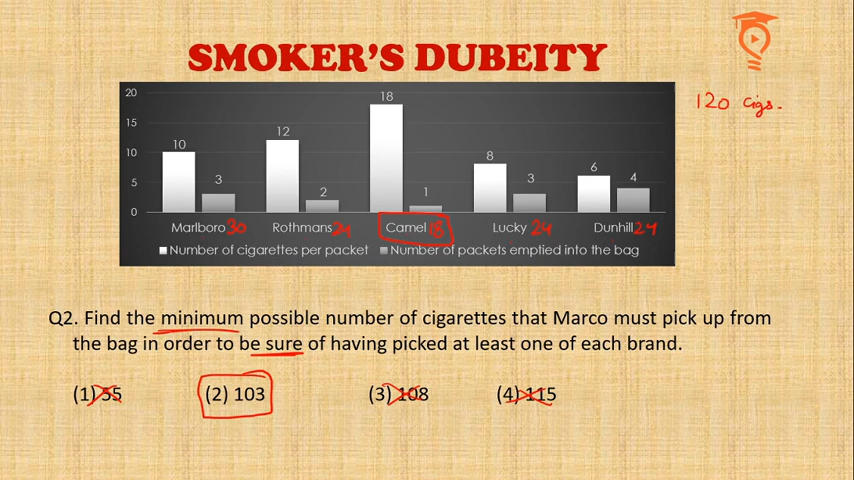 SMOKER'S DUBEITY
120 cigs.
20
15
10
5
0
10 3 12 2 18 1 8 3 6 4
Marlboro 30 Rothmans 24 Camel 18 Lucky 24 Dunhill 24
Number of cigarettes per packet Number of packets emptied into the bag
Q2. Find the minimum possible number of cigarettes that Marco must pick up from
the bag in order to be sure of having picked at least one of each brand.
(1) 55 (2) 103 (3) 108 (4) 115